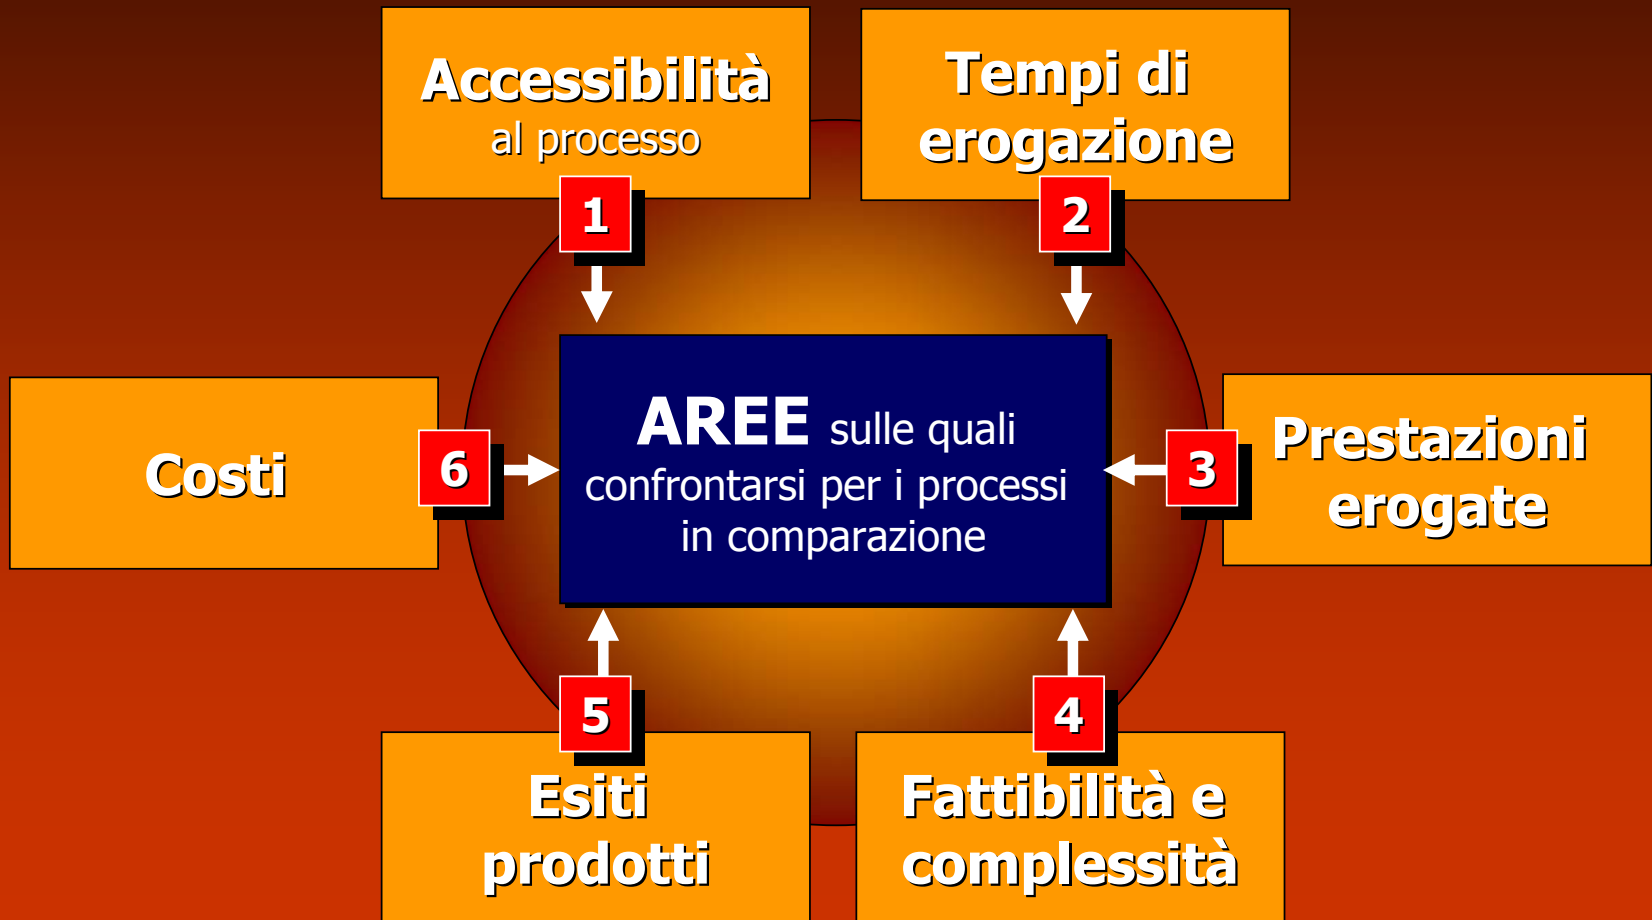 Accessibilità
al processo
1
Tempi di
erogazione
2
AREE sulle quali
confrontarsi per i processi
in comparazione
Prestazioni
erogate
3
Fattibilità e
complessità
4
Esiti
prodotti
5
Costi
6